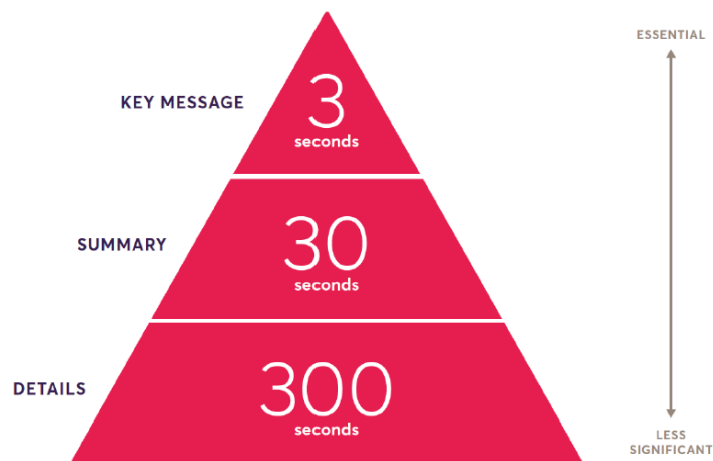 ESSENTIAL
KEY MESSAGE
3
seconds
SUMMARY
30
seconds
DETAILS
300
seconds
LESS
SIGNIFICANT